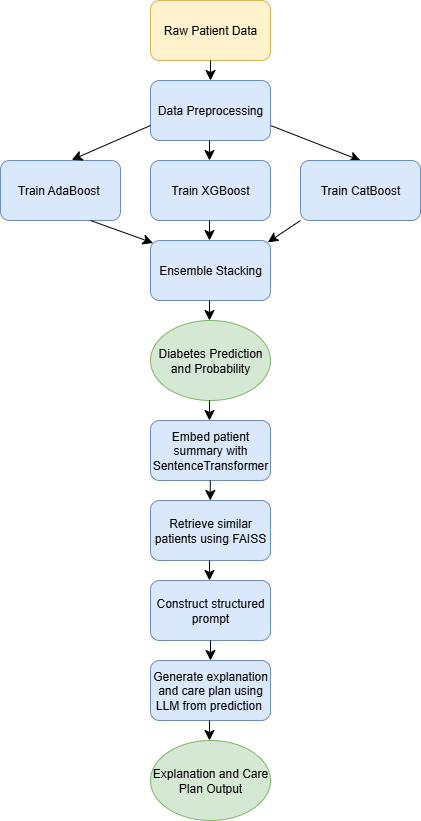 Raw Patient Data
Data Preprocessing
Train AdaBoost
Train XGBoost
Train CatBoost
Ensemble Stacking
Diabetes Prediction
and Probability
Embed patient
summary with
SentenceTransformer
Retrieve similar
patients using FAISS
Construct structured
prompt
Generate explanation
and care plan using
LLM from prediction
Explanation and Care
Plan Output